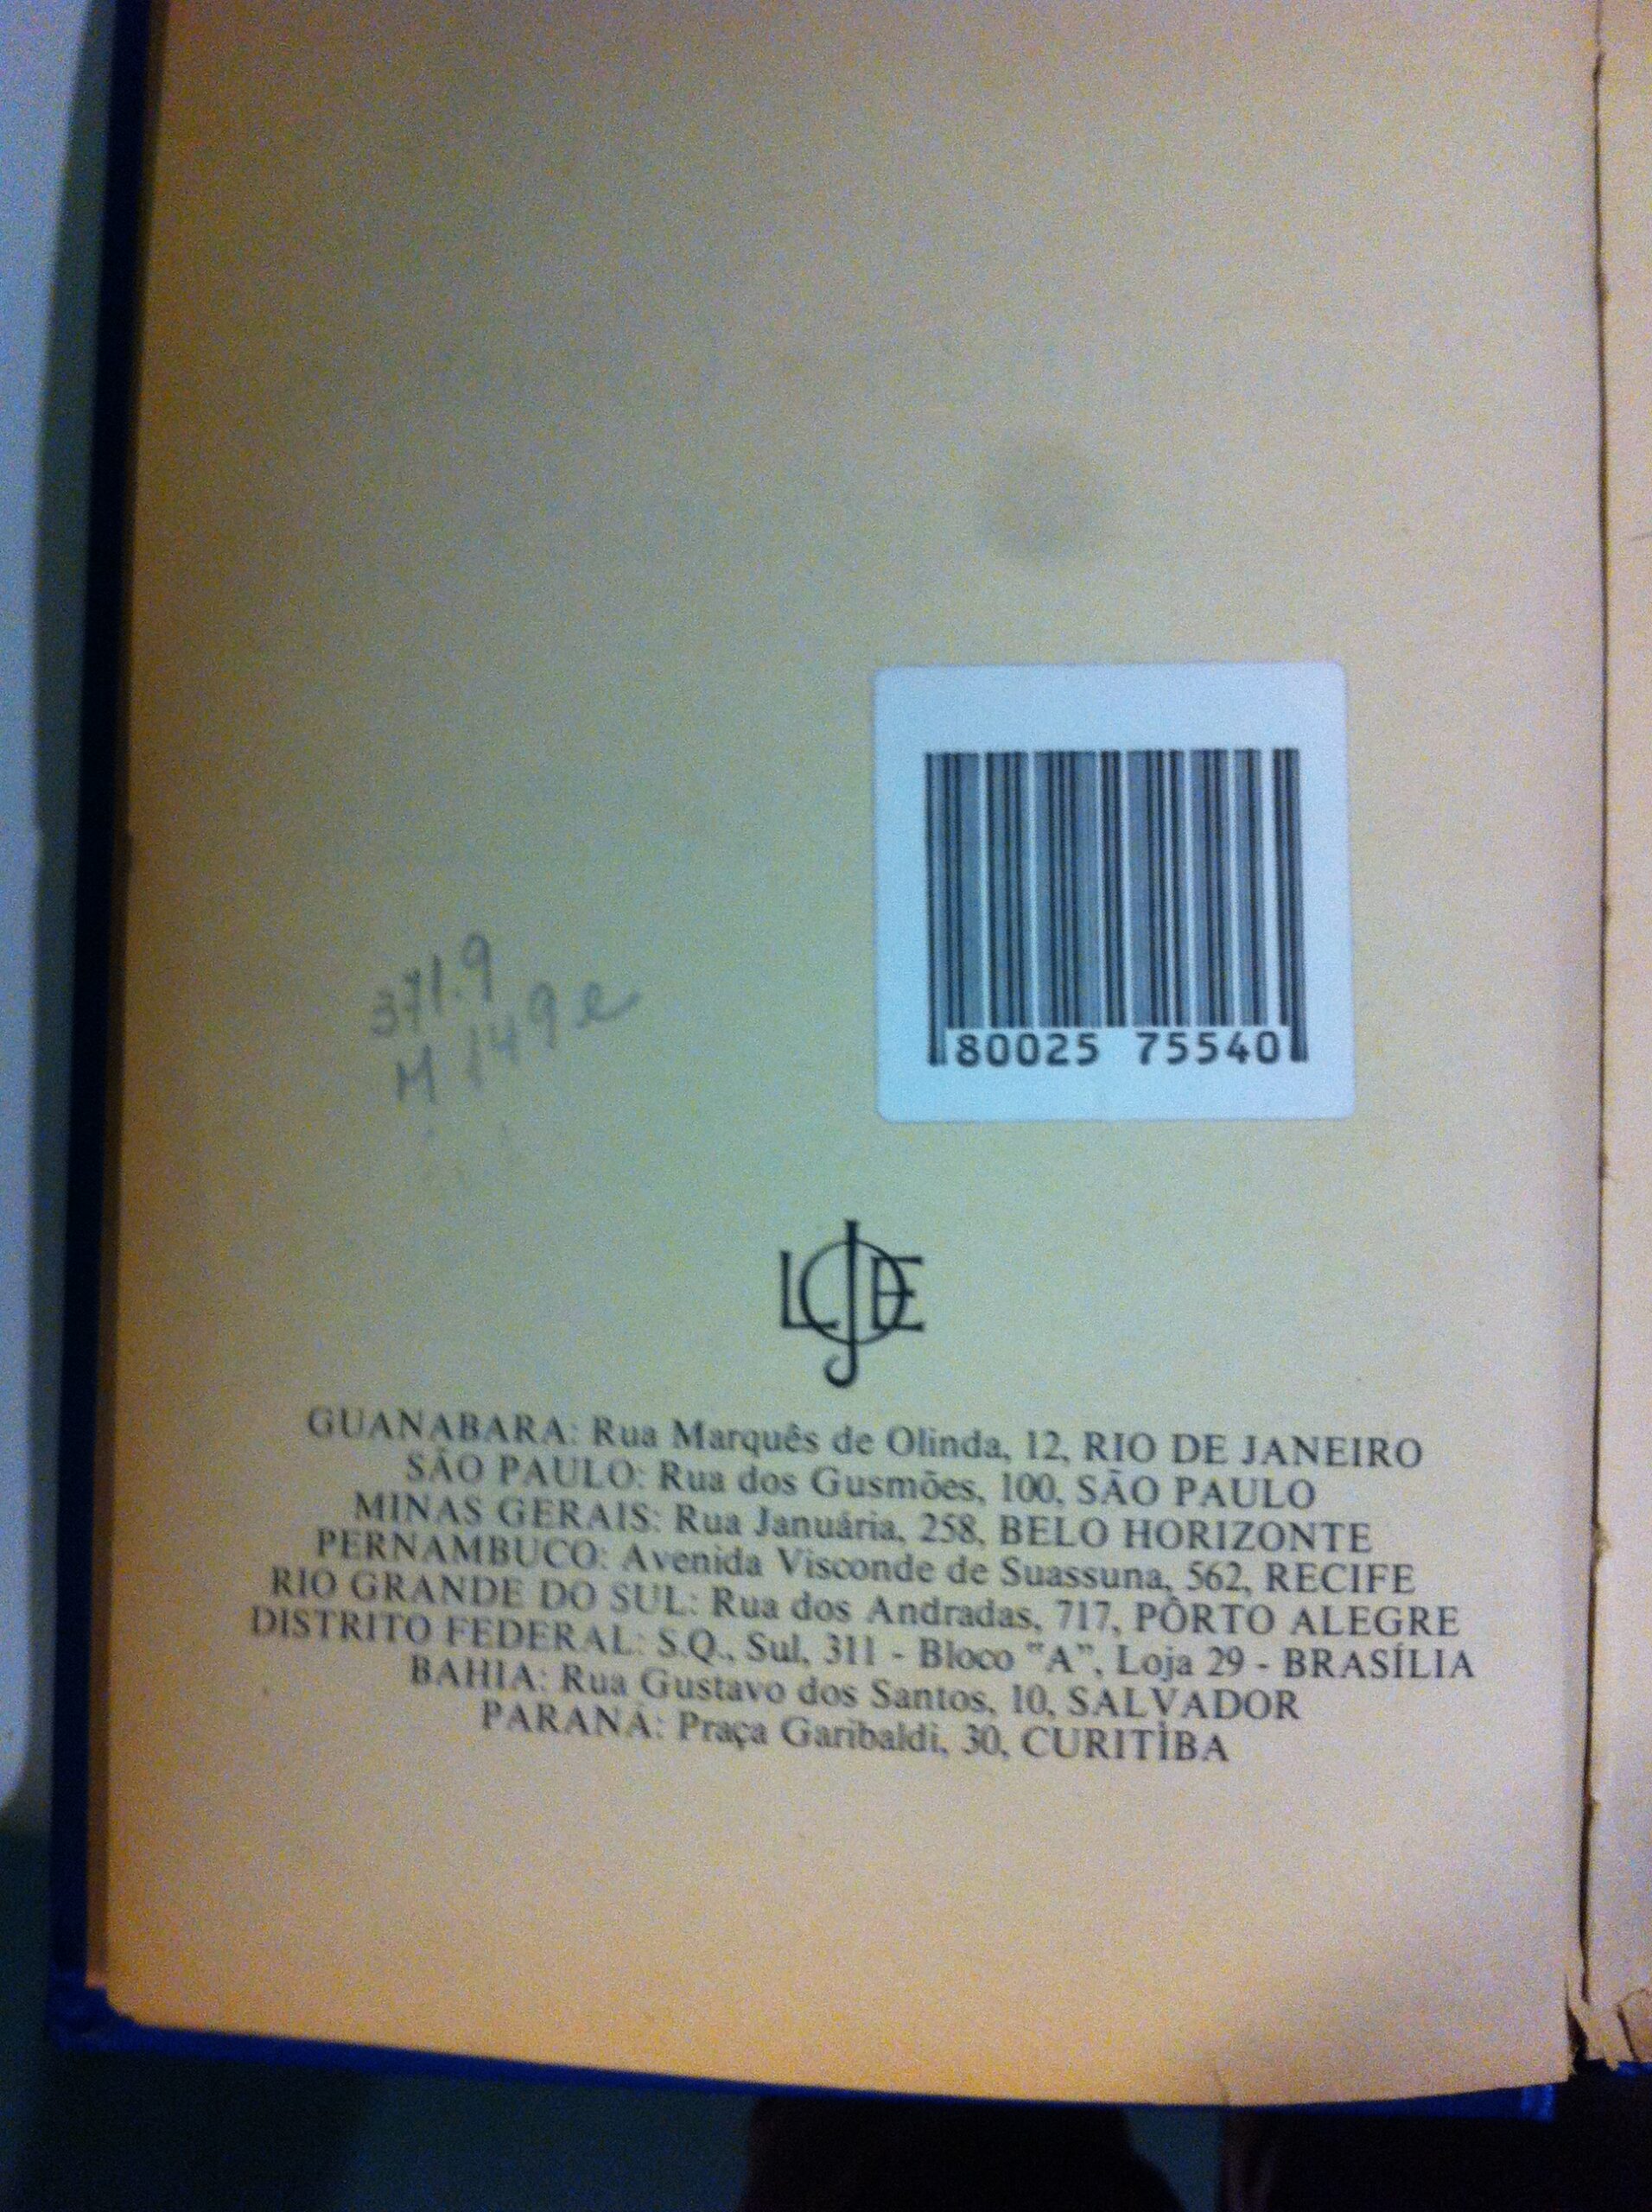 371.9
M 149e
80025 75540
LJOE
GUANABARA: Rua Marquês de Olinda, 12, RIO DE JANEIRO
SÃO PAULO: Rua dos Gusmões, 100, SÃO PAULO
MINAS GERAIS: Rua Januária, 258, BELO HORIZONTE
PERNAMBUCO: Avenida Visconde de Suassuna, 562, RECIFE
RIO GRANDE DO SUL: Rua dos Andradas, 717, PÔRTO ALEGRE
DISTRITO FEDERAL: S.Q., Sul, 311 - Bloco "A", Loja 29 - BRASÍLIA
BAHIA: Rua Gustavo dos Santos, 10, SALVADOR
PARANÁ: Praça Garibaldi, 30, CURITIBA